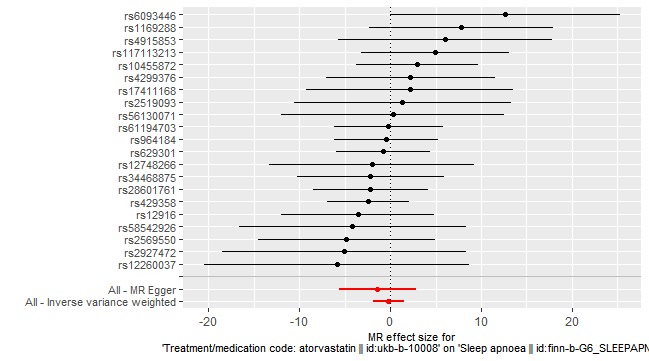 rs6093446
rs1169288
rs4915853
rs117113213
rs10455872
rs4299376
rs17411168
rs2519093
rs56130071
rs61194703
rs964184
rs629301
rs12748266
rs34468875
rs28601761
rs429358
rs12916
rs58542926
rs2569550
rs2927472
rs12260037
All - MR Egger
All - Inverse variance weighted
-20 -10 0 10 20
MR effect size for
'Treatment/medication code: atorvastatin || id:ukb-b-10008' on 'Sleep apnoea || id:finn-b-G6_SLEEPAPN